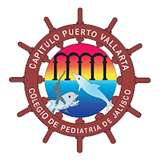 CAPITULO PUERTO VALLARTA
COLEGIO DE PEDIATRIA DE JALISCO